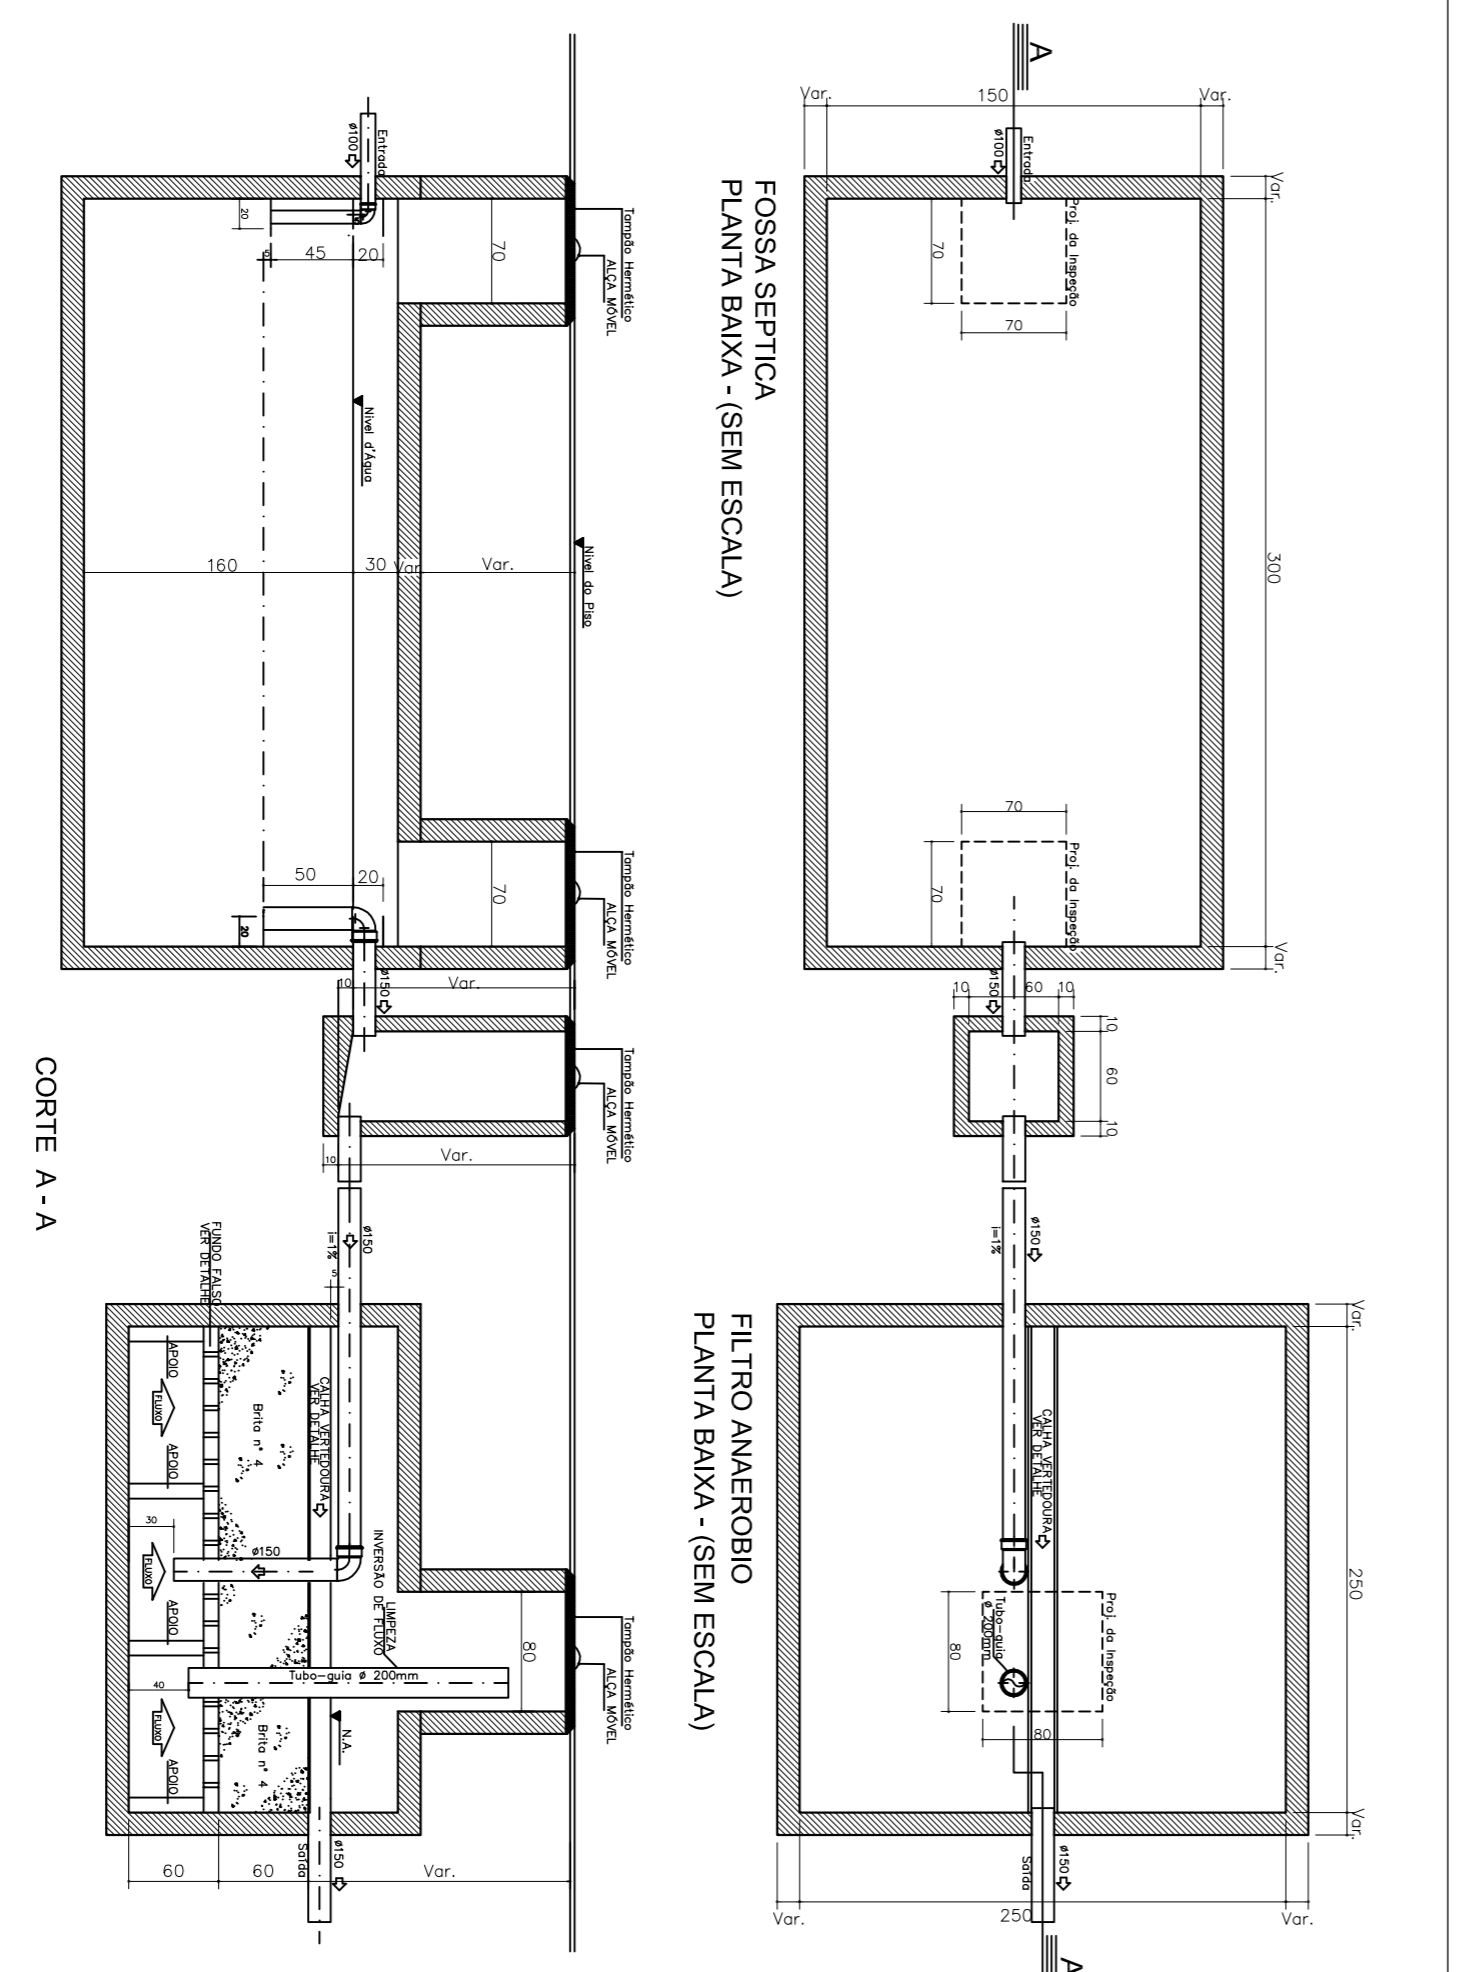 A
Var.
150
Var.
Entrada
ø100
Var.
Proj. da Inspeção
70
70
300
70
70
Proj. da Inspeção
Var.
FOSSA SEPTICA
PLANTA BAIXA - (SEM ESCALA)
ø150
10
60
10
10
60
10
ø150
i=1%
FILTRO ANAEROBIO
PLANTA BAIXA - (SEM ESCALA)
Var.
CALHA VERTEDOURA
VER DETALHE
250
Proj. da Inspeção
Tubo-guia
ø 200mm
80
80
Var.
ø150
Saída
Var.
250
Var.
A
Entrada
ø100
Tampão Hermético
ALÇA MÓVEL
20
5
45
20
70
Nivel d'Água
Nivel do Piso
160
30
Var
Var.
Tampão Hermético
ALÇA MÓVEL
50
20
70
20
ø150
10
Var.
Tampão Hermético
ALÇA MÓVEL
10
Var.
CORTE A - A
ø150
i=1%
5
FUNDO FALSO
VER DETALHE
APOIO
FLUXO
APOIO
Brita n° 4
CALHA VERTEDOURA
VER DETALHE
30
FLUXO
ø150
INVERSÃO DE FLUXO
LIMPEZA
APOIO
Tubo-guia ø 200mm
80
Tampão Hermético
ALÇA MÓVEL
40
FLUXO
APOIO
Brita n° 4
N.A.
Saída
ø150
60
60
Var.